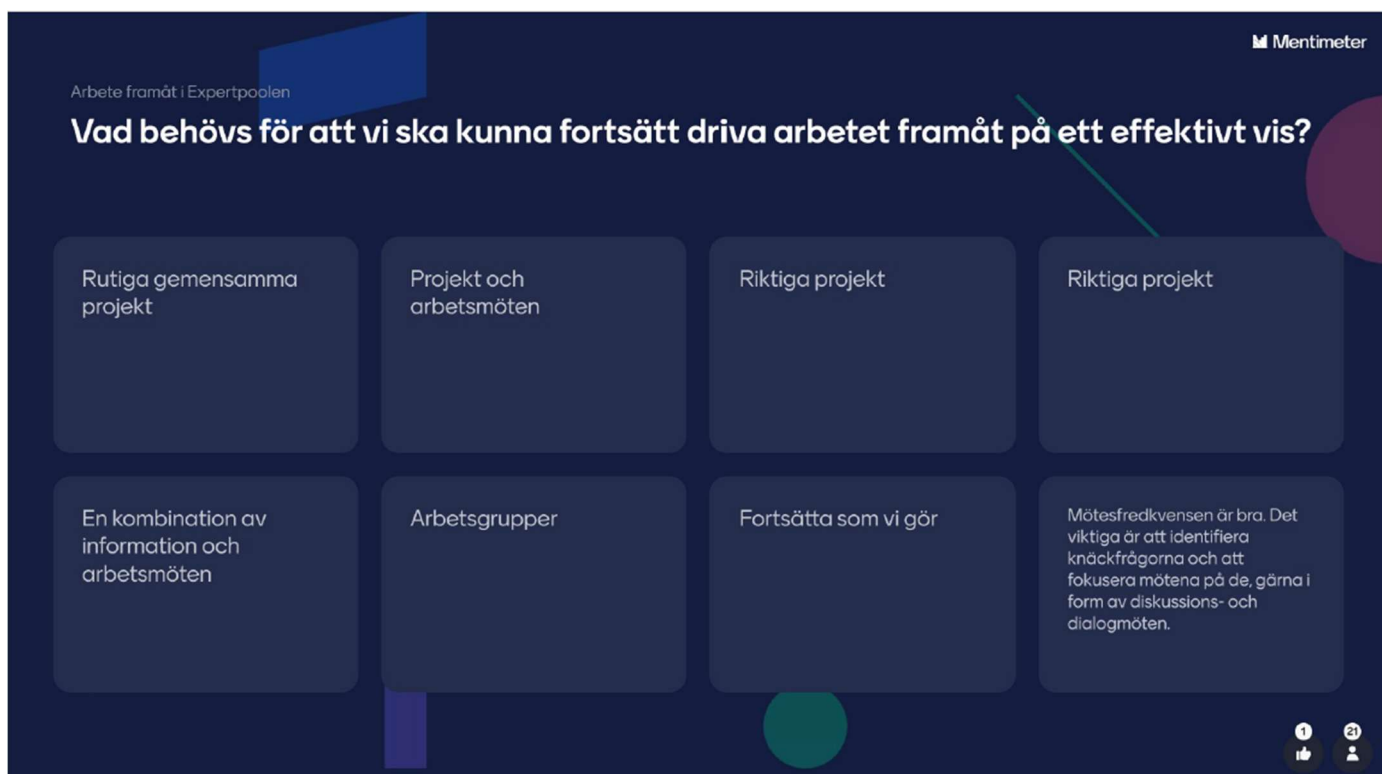 Mentimeter
Arbete framåt i Expertpoolen
Vad behövs för att vi ska kunna fortsätt driva arbetet framåt på ett effektivt vis?
Rutiga gemensamma
projekt
Projekt och
arbetsmöten
Riktiga projekt
Riktiga projekt
En kombination av
information och
arbetsmöten
Arbetsgrupper
Fortsätta som vi gör
Mötesfredkvensen är bra. Det
viktiga är att identifiera
knäckfrågorna och att
fokusera mötena på de, gärna i
form av diskussions- och
dialogmöten.
1
21